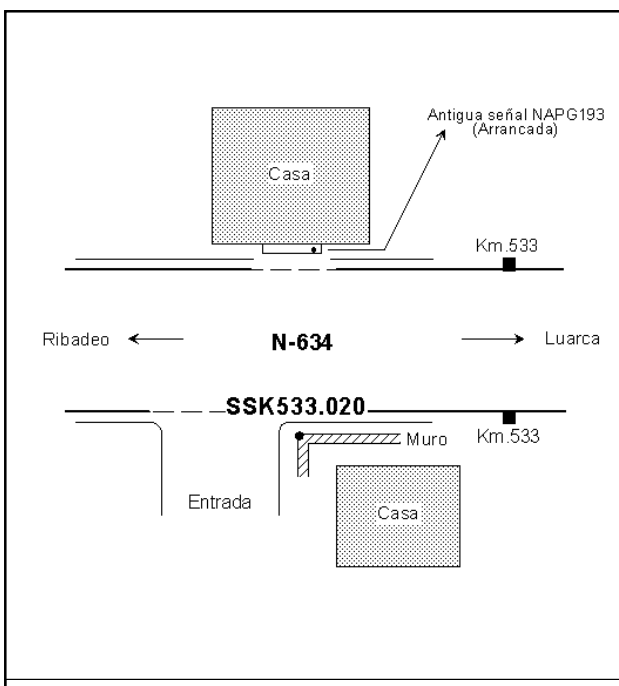 Antigua señal NAPG193
(Arrancada)
Casa
Km.533
Ribadeo
N-634
Luarca
SSK533.020
Km.533
Muro
Entrada
Casa